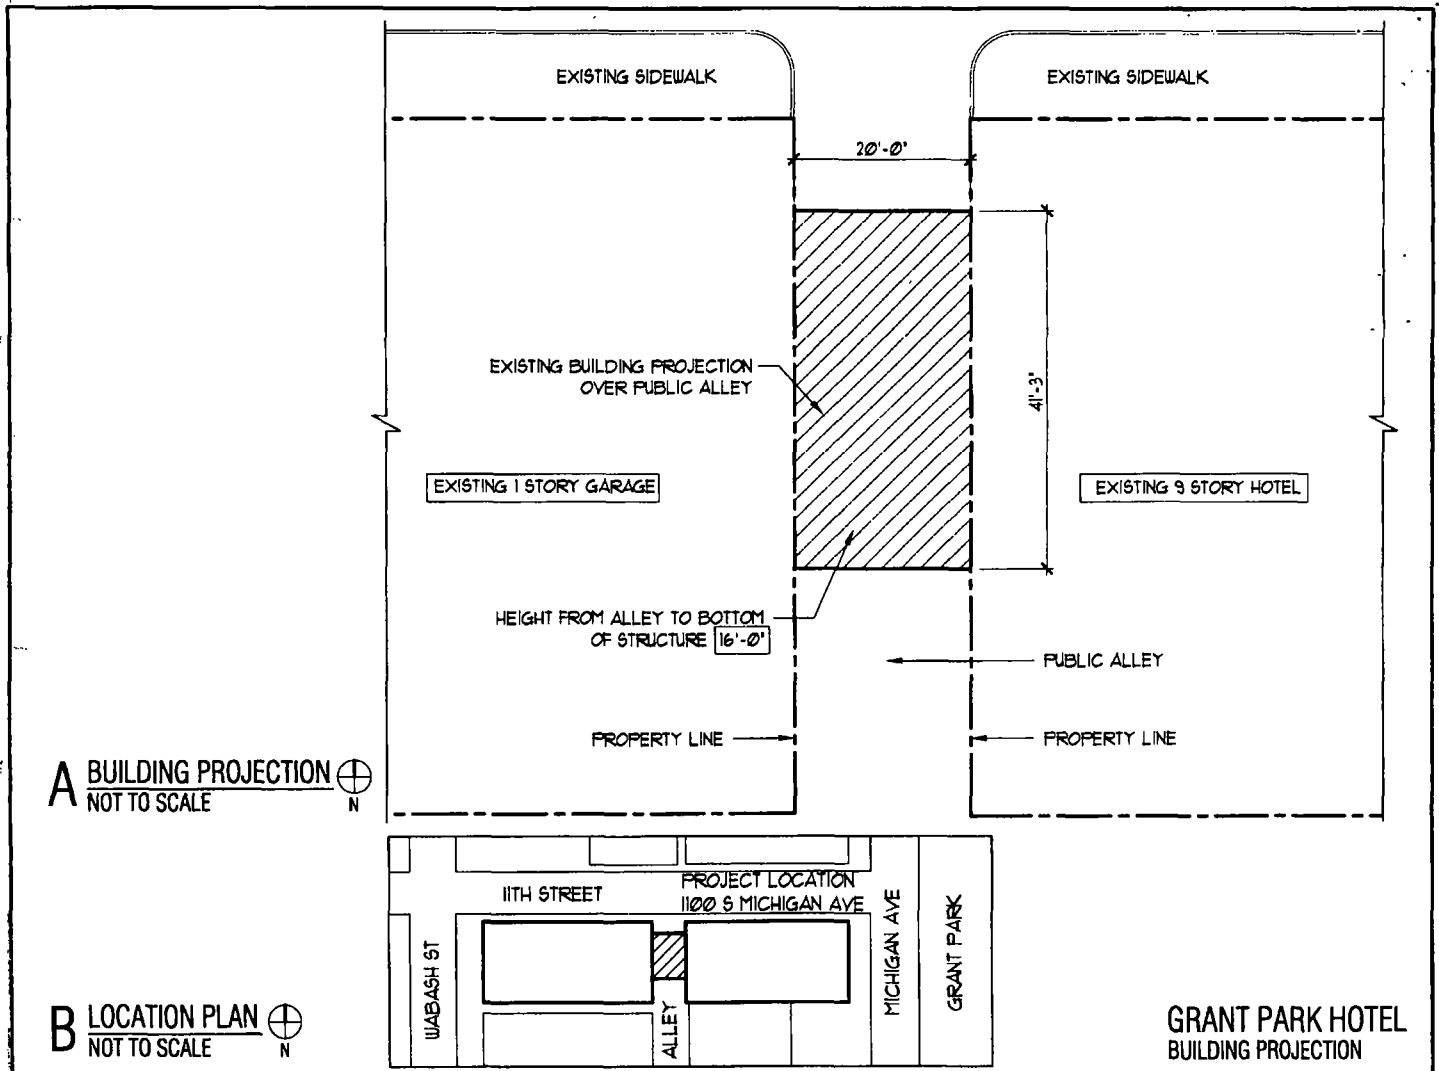 EXISTING SIDEWALK
EXISTING SIDEWALK
20'-0"
EXISTING BUILDING PROJECTION
OVER PUBLIC ALLEY
41'-3"
EXISTING 1 STORY GARAGE
EXISTING 9 STORY HOTEL
HEIGHT FROM ALLEY TO BOTTOM
OF STRUCTURE 16'-0"
PUBLIC ALLEY
PROPERTY LINE
PROPERTY LINE
A BUILDING PROJECTION
NOT TO SCALE
N
11TH STREET
PROJECT LOCATION
1100 S MICHIGAN AVE
WABASH ST
ALLEY
MICHIGAN AVE
GRANT PARK
B LOCATION PLAN
NOT TO SCALE
N
GRANT PARK HOTEL
BUILDING PROJECTION